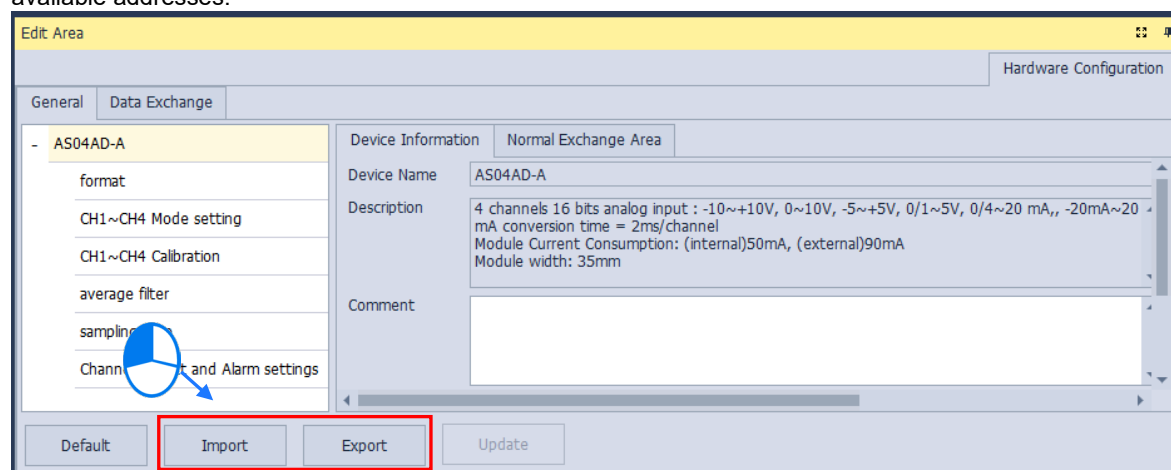 available addresses.
Edit Area
Hardware Configuration
General Data Exchange
- AS04AD-A
format
CH1~CH4 Mode setting
CH1~CH4 Calibration
average filter
sampling
and Alarm settings
Device Information Normal Exchange Area
Device Name AS04AD-A
Description 4 channels 16 bits analog input : -10~+10V, 0~10V, -5~+5V, 0/1~5V, 0/4~20 mA,, -20mA~20
mA conversion time = 2ms/channel
Module Current Consumption: (internal)50mA, (external)90mA
Module width: 35mm
Comment
Default Import Export Update